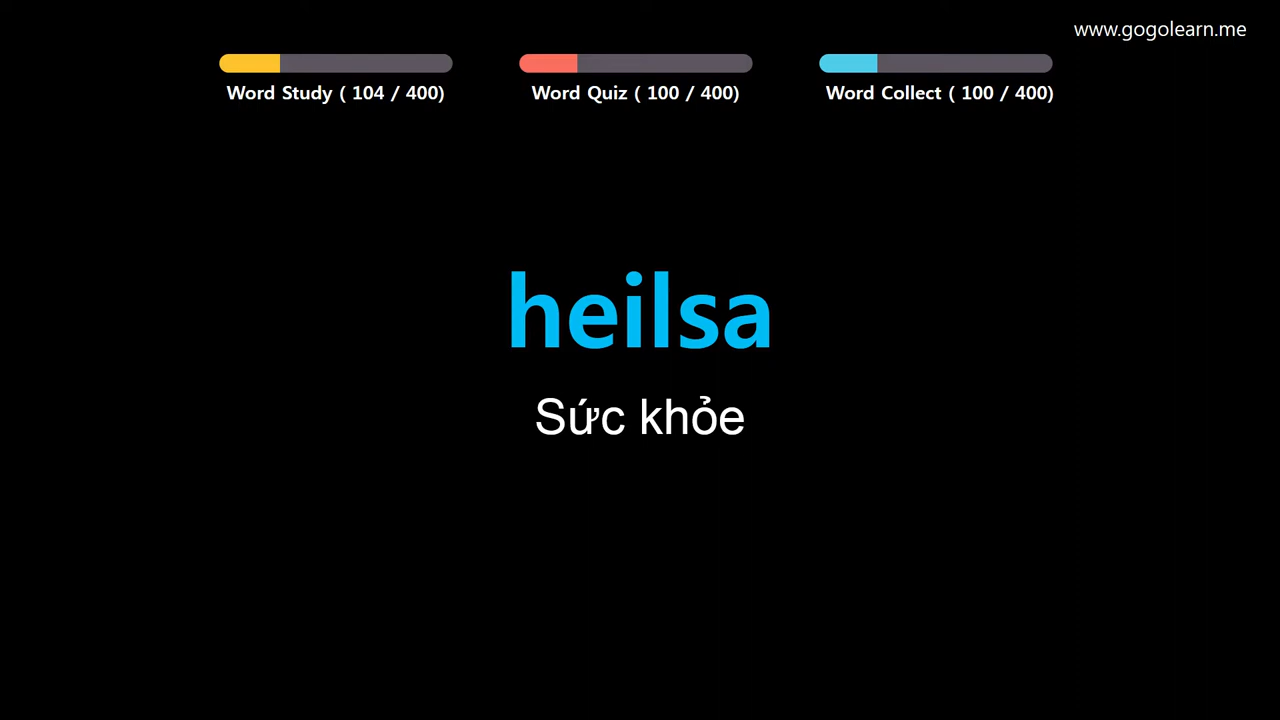 www.gogolearn.me
Word Study ( 104 / 400)
Word Quiz ( 100 / 400)
Word Collect ( 100 / 400)
heilsa
Sức khỏe